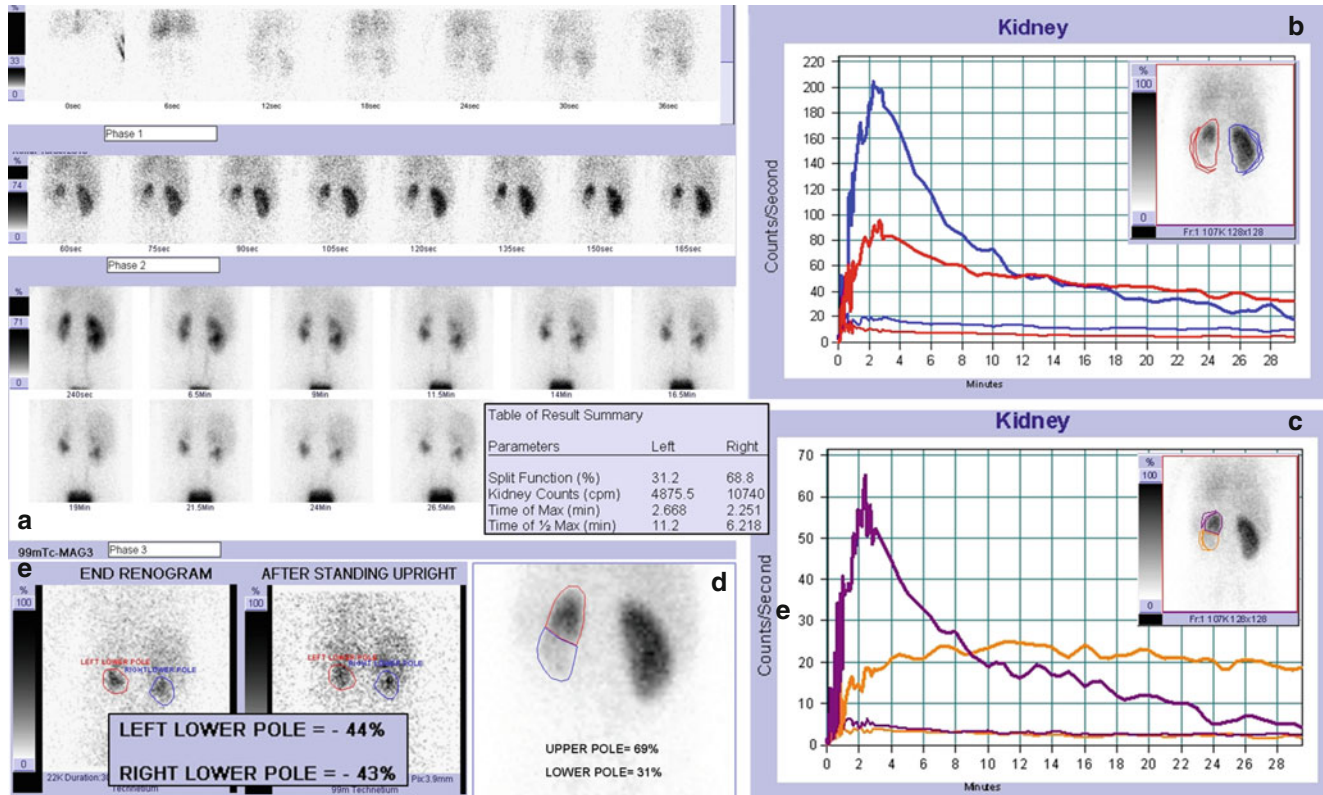 %
33
0
0sec 6sec 12sec 18sec 24sec 30sec 36sec
Phase 1
%
74
0
60sec 75sec 90sec 105sec 120sec 135sec 150sec 165sec
Phase 2
%
71
0
240sec 6.5Min 9Min 11.5Min 14Min 16.5Min
19Min 21.5Min 24Min 26.5Min
a
Table of Result Summary
Parameters Left Right
Split Function (%) 31.2 68.8
Kidney Counts (cpm) 4875.5 10740
Time of Max (min) 2.668 2.251
Time of ½ Max (min) 11.2 6.218
99mTc-MAG3 Phase 3
b
Kidney
220
200
180
160
140
120
100
80
60
40
20
0
Counts/Second
0 2 4 6 8 10 12 14 16 18 20 22 24 26 28
Minutes
%
100
0
Fr:1 107K 128x128
c
Kidney
70
60
50
40
30
20
10
0
Counts/Second
0 2 4 6 8 10 12 14 16 18 20 22 24 26 28
Minutes
%
100
0
Fr:1 107K 128x128
e
e
END RENOGRAM AFTER STANDING UPRIGHT
%
100
0
%
100
LEFT LOWER POLE
RIGHT LOWER POLE
LEFT LOWER POLE
RIGHT LOWER POLE
LEFT LOWER POLE = - 44%
RIGHT LOWER POLE = - 43%
Technetium
99m Technetium
d
UPPER POLE= 69%
LOWER POLE= 31%